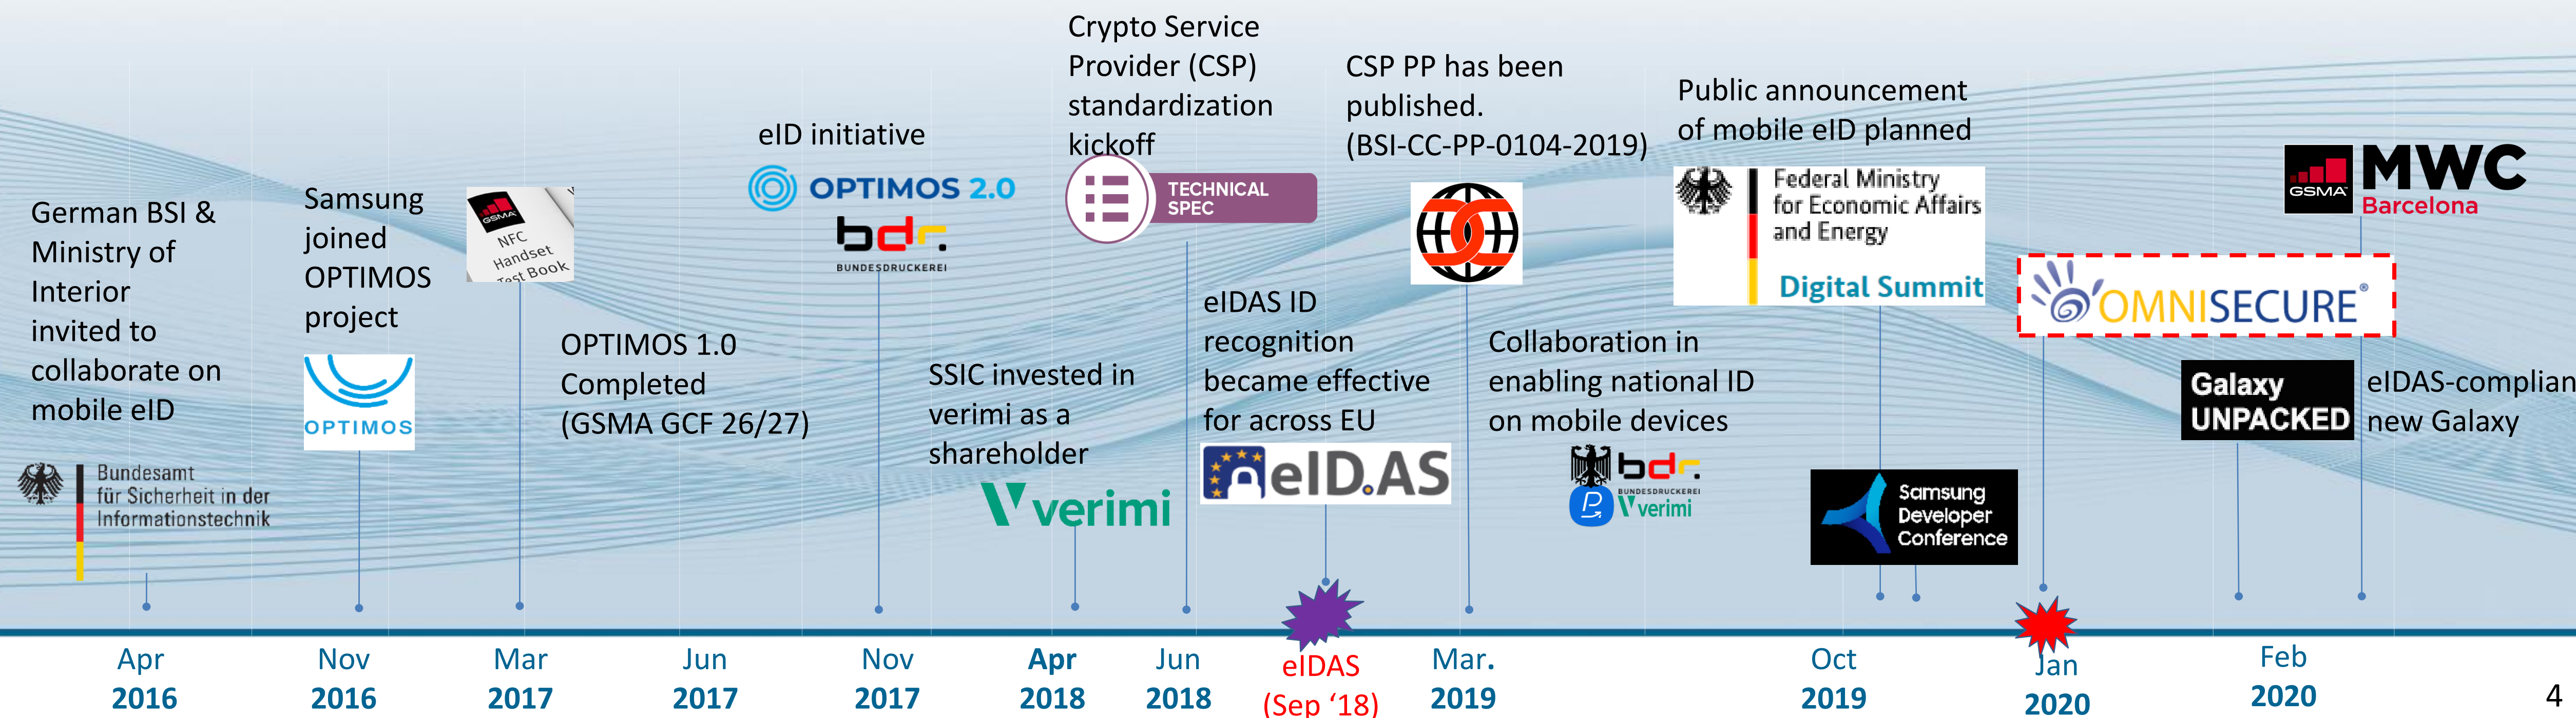 German BSI &
Ministry of
Interior
invited to
collaborate on
mobile eID
Bundesamt
für Sicherheit in der
Informationstechnik
Samsung
joined
OPTIMOS
project
OPTIMOS
GSMA
NFC
Handset
Test Book
OPTIMOS 1.0
Completed
(GSMA GCF 26/27)
eID initiative
OPTIMOS 2.0
bdr.
BUNDESDRUCKEREI
SSIC invested in
verimi as a
shareholder
verimi
Crypto Service
Provider (CSP)
standardization
kickoff
TECHNICAL
SPEC
eIDAS ID
recognition
became effective
for across EU
eID.AS
CSP PP has been
published.
(BSI-CC-PP-0104-2019)
Collaboration in
enabling national ID
on mobile devices
bdr.
BUNDESDRUCKEREI
verimi
Public announcement
of mobile eID planned
Federal Ministry
for Economic Affairs
and Energy
Digital Summit
Samsung
Developer
Conference
OMNISECURE®
Galaxy
UNPACKED
GSMA
MWC
Barcelona
eIDAS-complian
new Galaxy
Apr
2016
Nov
2016
Mar
2017
Jun
2017
Nov
2017
Apr
2018
Jun
2018
eIDAS
(Sep ‘18)
Mar.
2019
Oct
2019
Jan
2020
Feb
2020
4